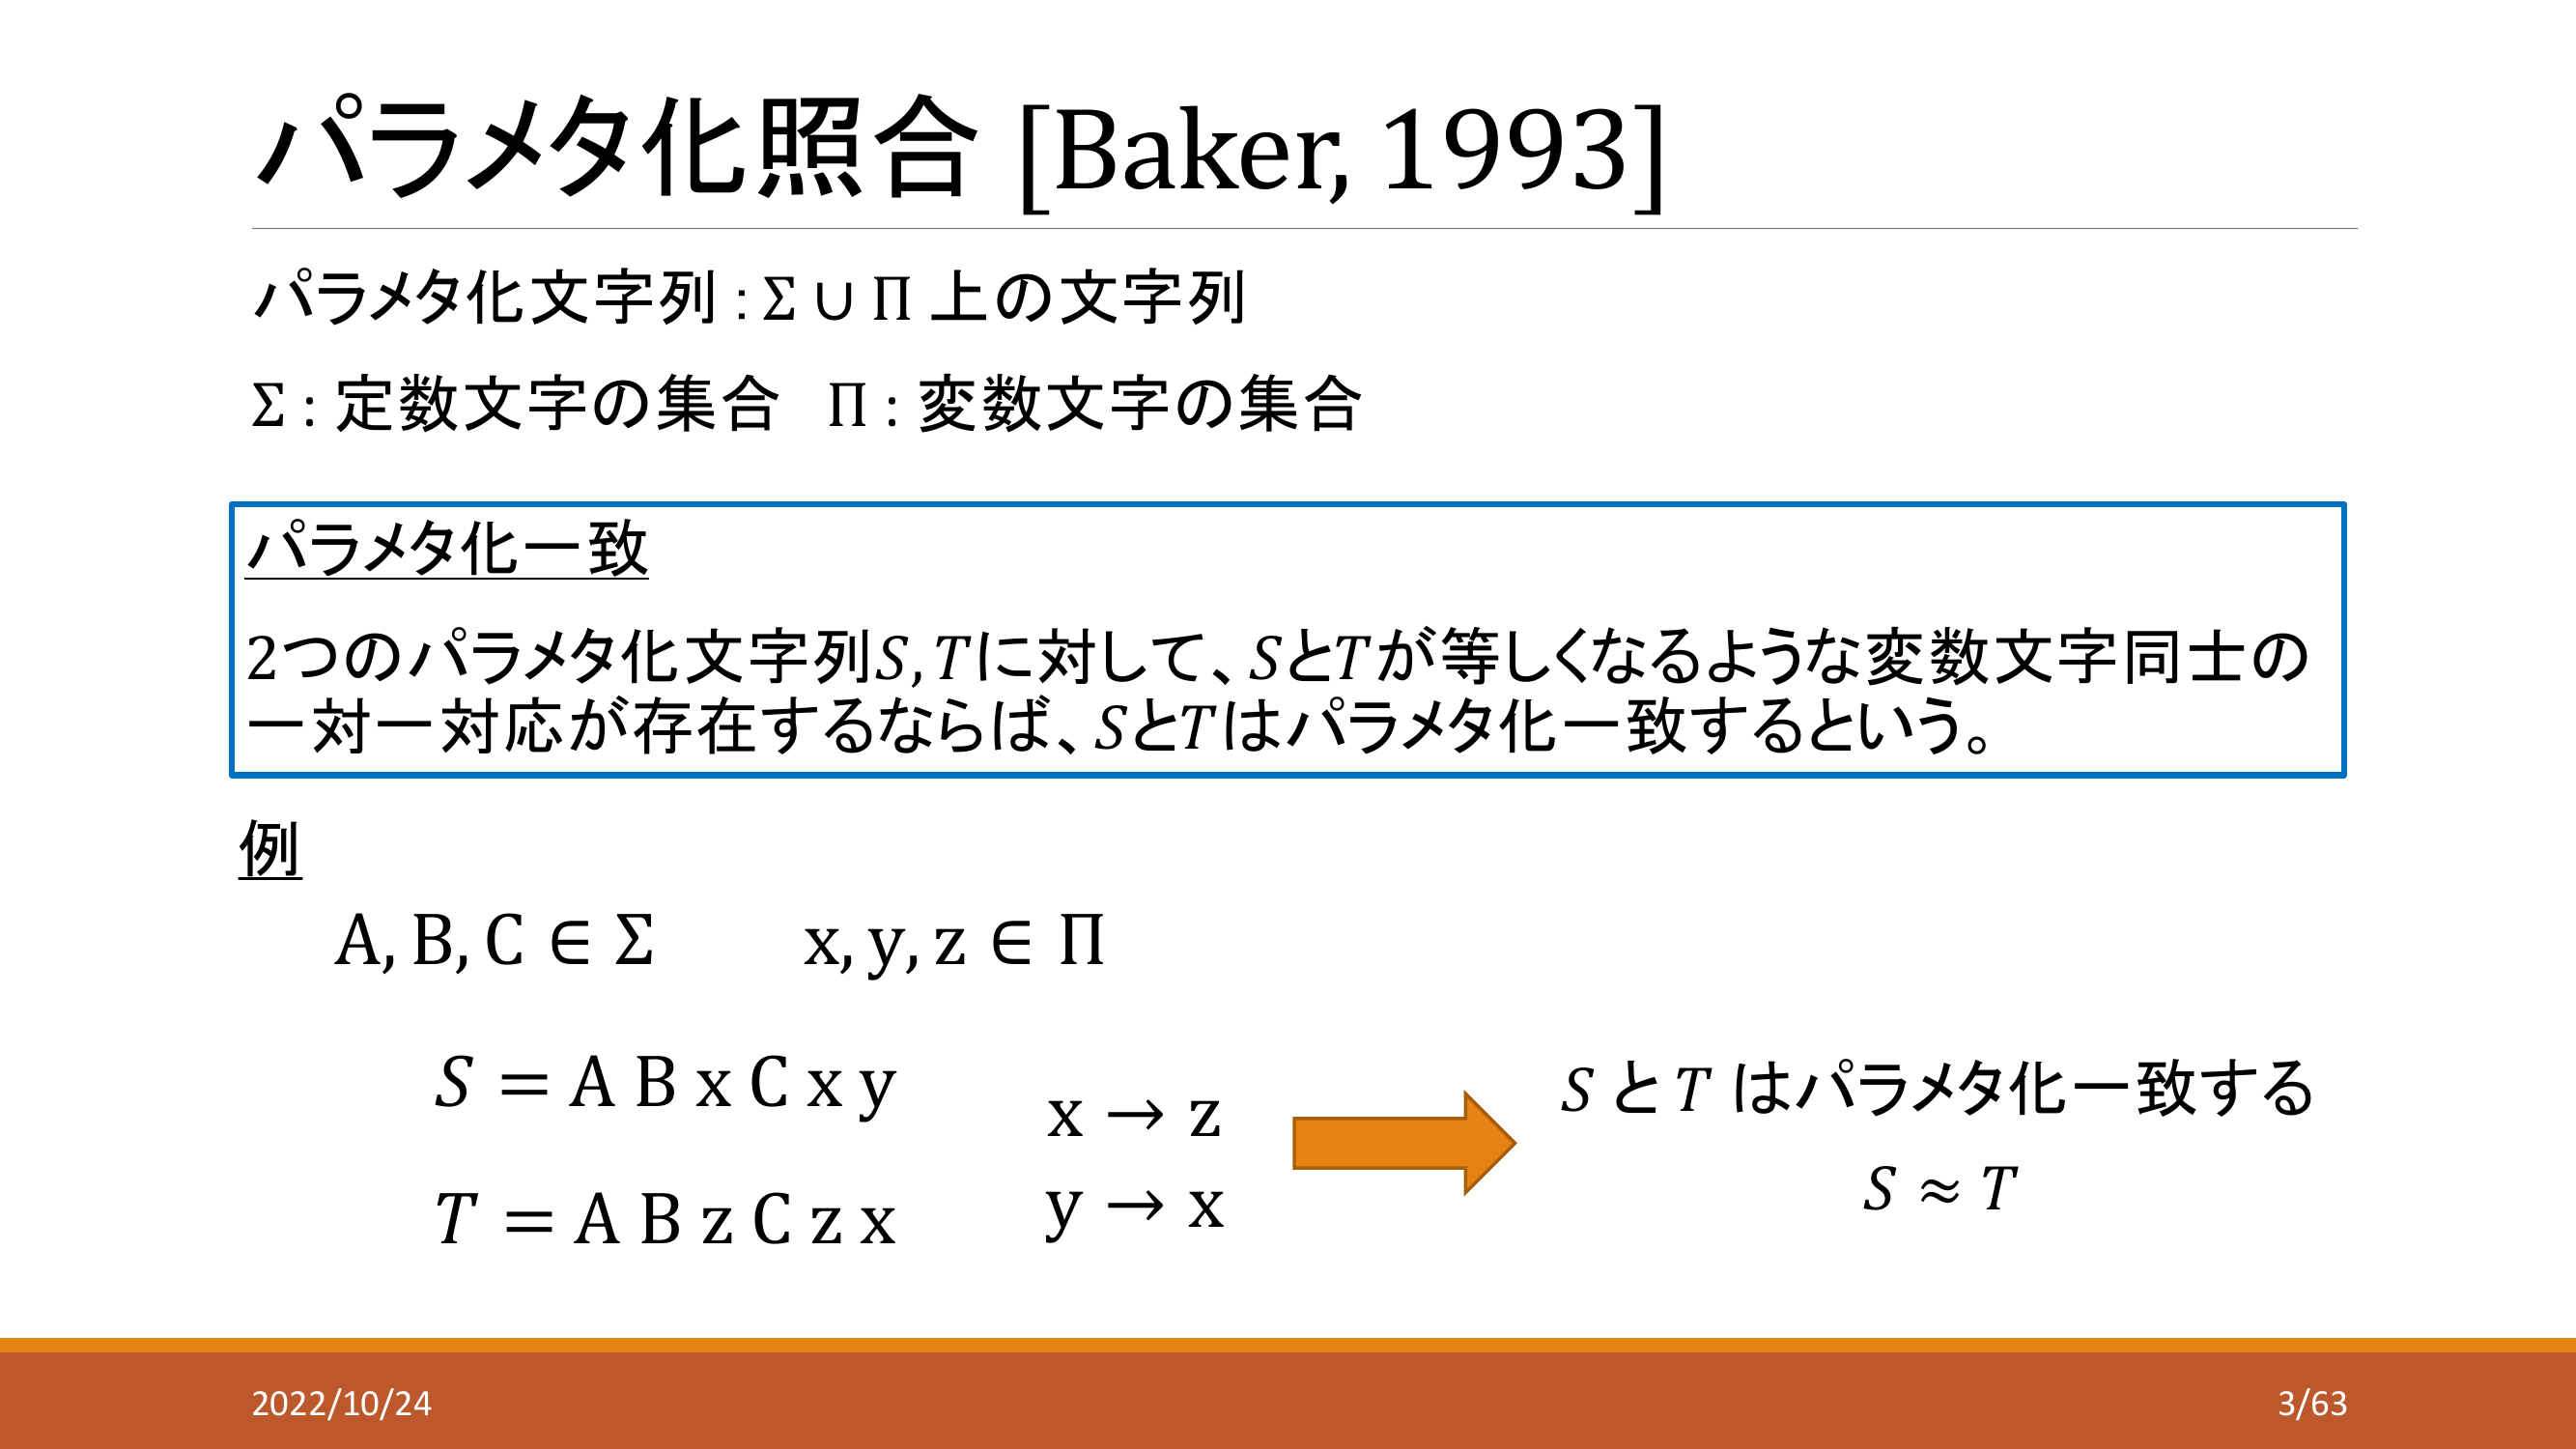 パラメタ化照合 [Baker, 1993]
パラメタ化文字列 : Σ ∪ Π 上の文字列
Σ : 定数文字の集合 Π : 変数文字の集合
パラメタ化一致
2つのパラメタ化文字列S, Tに対して、SとTが等しくなるような変数文字同士の
一対一対応が存在するならば、SとTはパラメタ化一致するという。
例
A, B, C ∈ Σ x, y, z ∈ Π
S = A B x C x y
T = A B z C z x
x → z
y → x
S と T はパラメタ化一致する
S ≈ T
2022/10/24
3/63